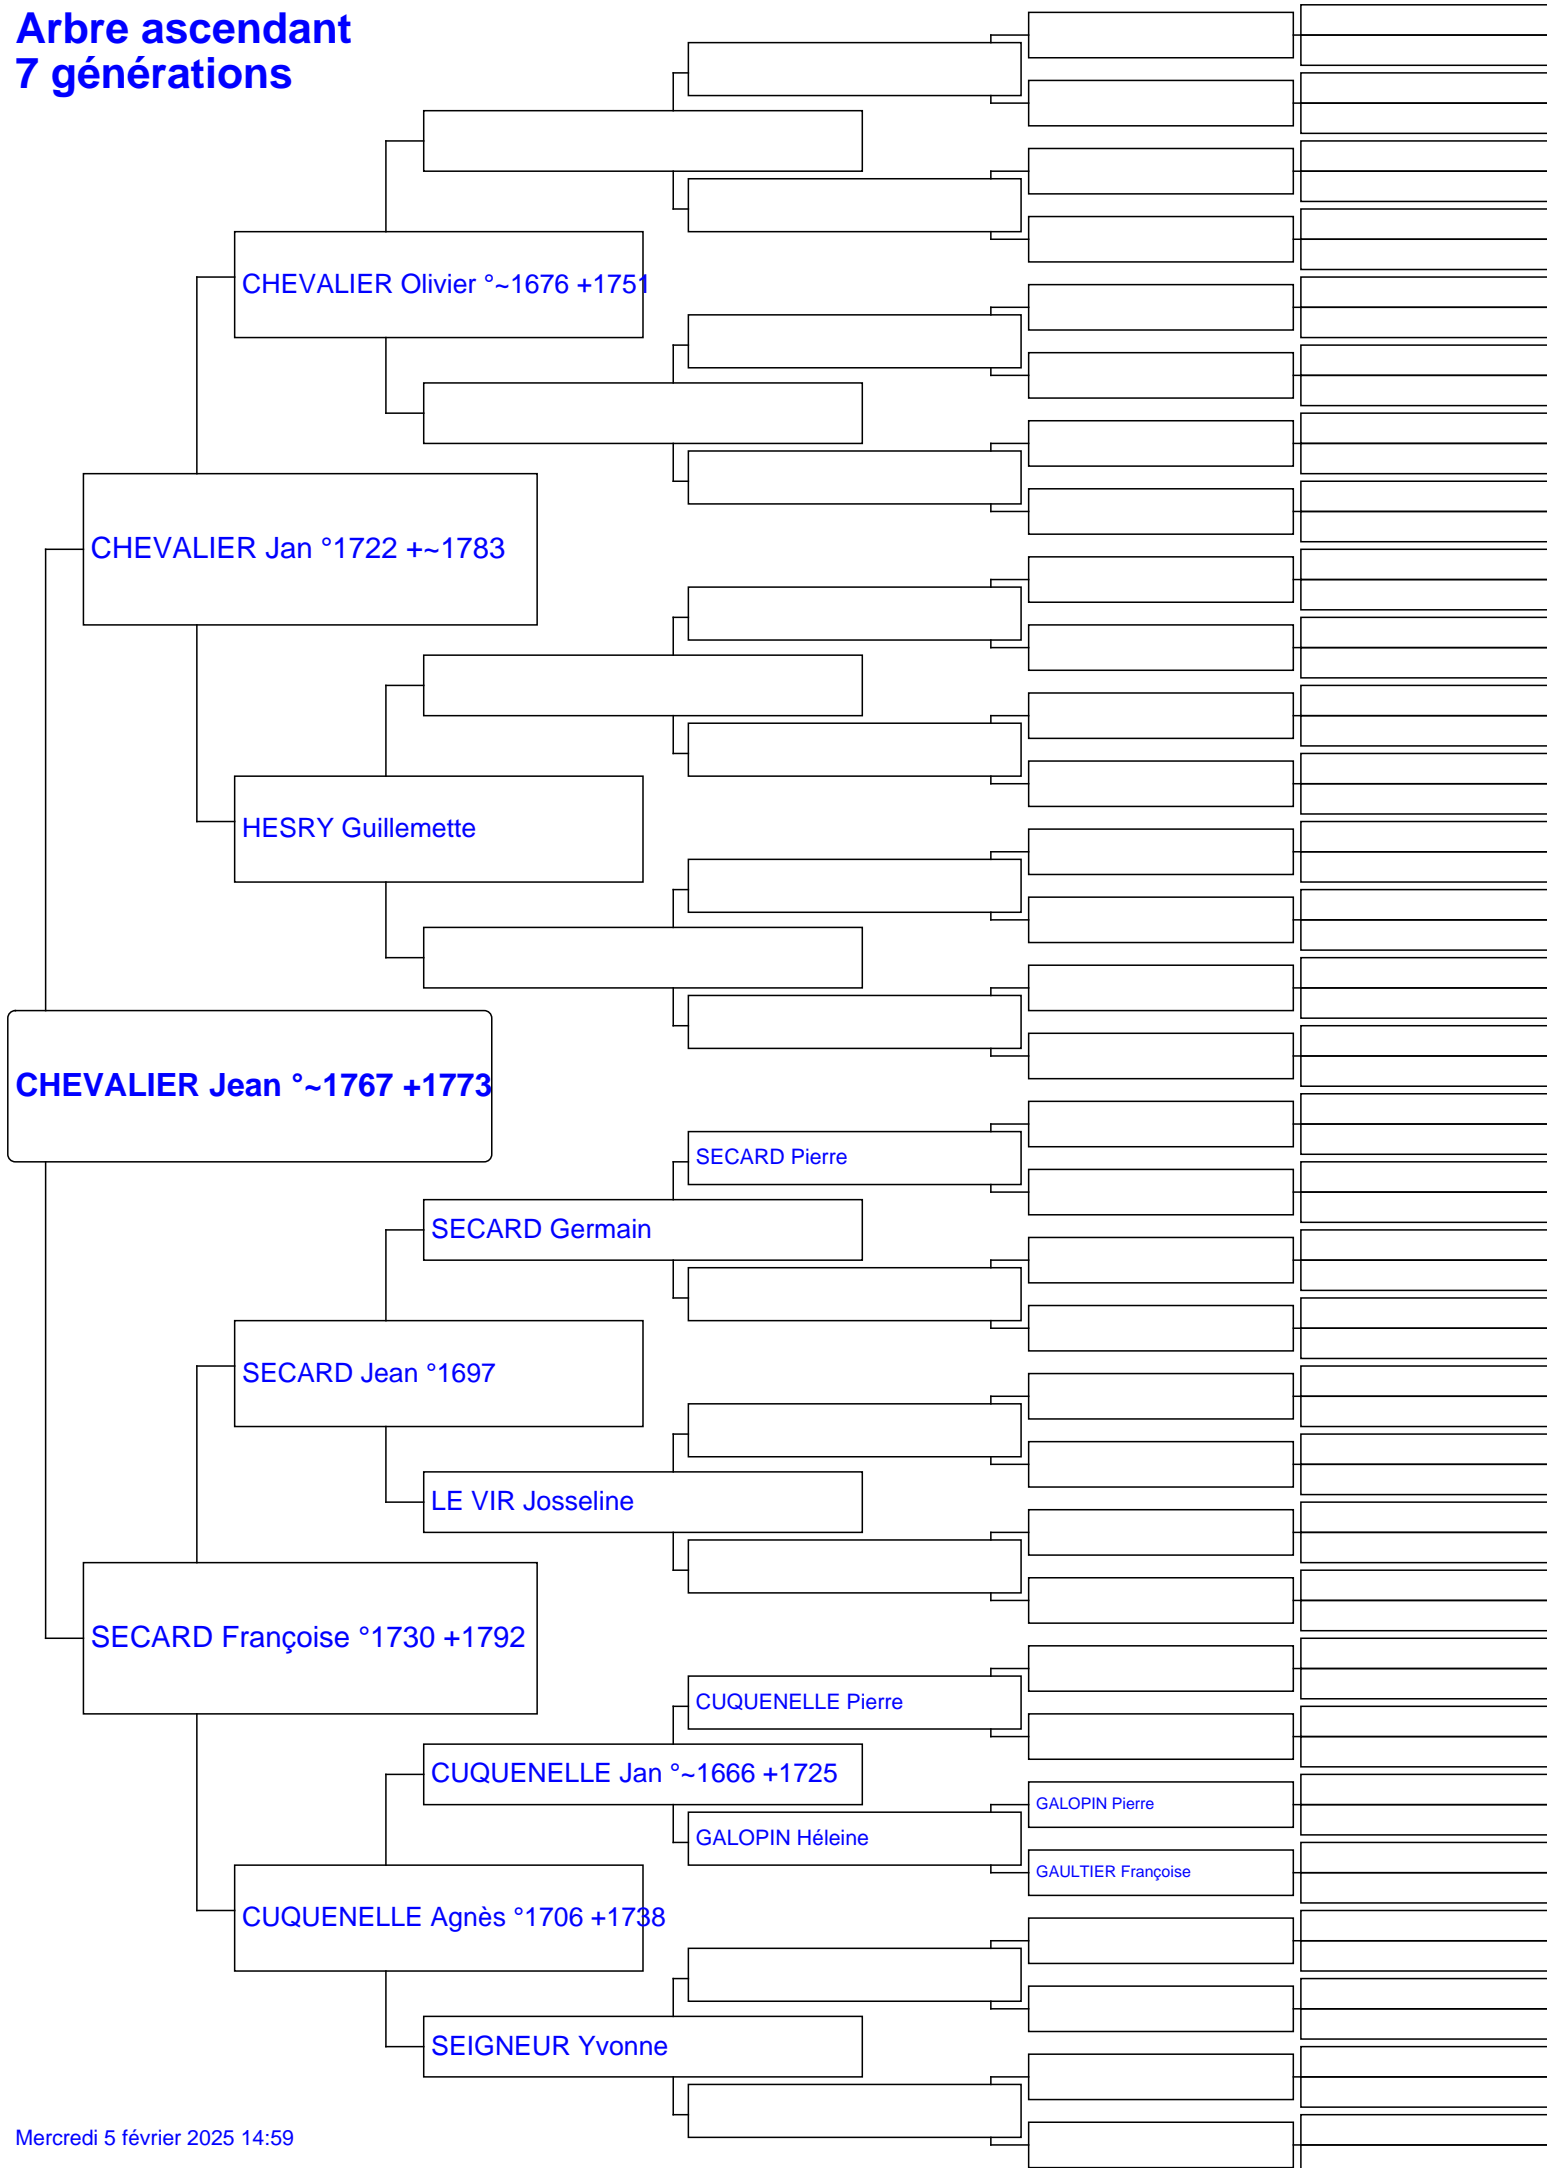 Arbre ascendant
7 générations
CHEVALIER Olivier °~1676 +1751
CHEVALIER Jan °1722 +~1783
HESRY Guillemette
CHEVALIER Jean °~1767 +1773
SECARD Pierre
SECARD Germain
SECARD Jean °1697
LE VIR Josseline
SECARD Françoise °1730 +1792
CUQUENELLE Pierre
CUQUENELLE Jan °~1666 +1725
GALOPIN Pierre
GALOPIN Héleine
GAULTIER Françoise
CUQUENELLE Agnès °1706 +1738
SEIGNEUR Yvonne
Mercredi 5 février 2025 14:59